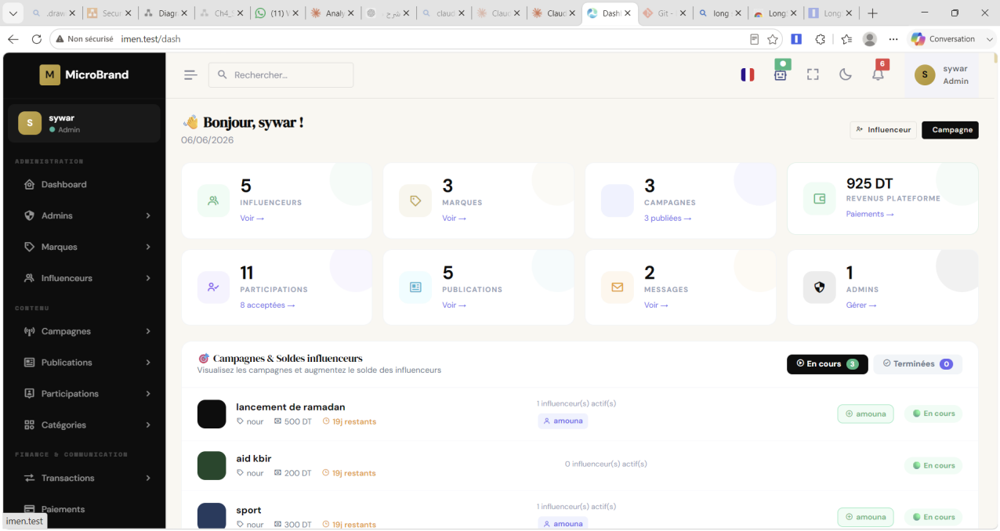 .draw
Secur
Diagr
Ch4_
(11) V
Analy
شرح .
claud
Claud
Claud
Dash
Git -
long
Long
Long
Non sécurisé
imen.test/dash
Conversation
M MicroBrand
Rechercher...
6
S
sywar
Admin
S
sywar
Admin
ADMINISTRATION
Dashboard
Admins
Marques
Influenceurs
CONTENU
Campagnes
Publications
Participations
Catégories
FINANCE & COMMUNICATION
Transactions
Paiements
imen.test
👋 Bonjour, sywar !
06/06/2026
Influenceur
Campagne
5
INFLUENCEURS
Voir →
3
MARQUES
Voir →
3
CAMPAGNES
3 publiées →
925 DT
REVENUS PLATEFORME
Paiements →
11
PARTICIPATIONS
8 acceptées →
5
PUBLICATIONS
Voir →
2
MESSAGES
Voir →
1
ADMINS
Gérer →
🎯 Campagnes & Soldes influenceurs
Visualisez les campagnes et augmentez le solde des influenceurs
En cours 3
Terminées 0
lancement de ramadan
nour 500 DT 19j restants
1 influenceur(s) actif(s)
amouna
amouna
En cours
aid kbir
nour 200 DT 19j restants
0 influenceur(s) actif(s)
En cours
sport
nour 300 DT 19j restants
1 influenceur(s) actif(s)
amouna
amouna
En cours